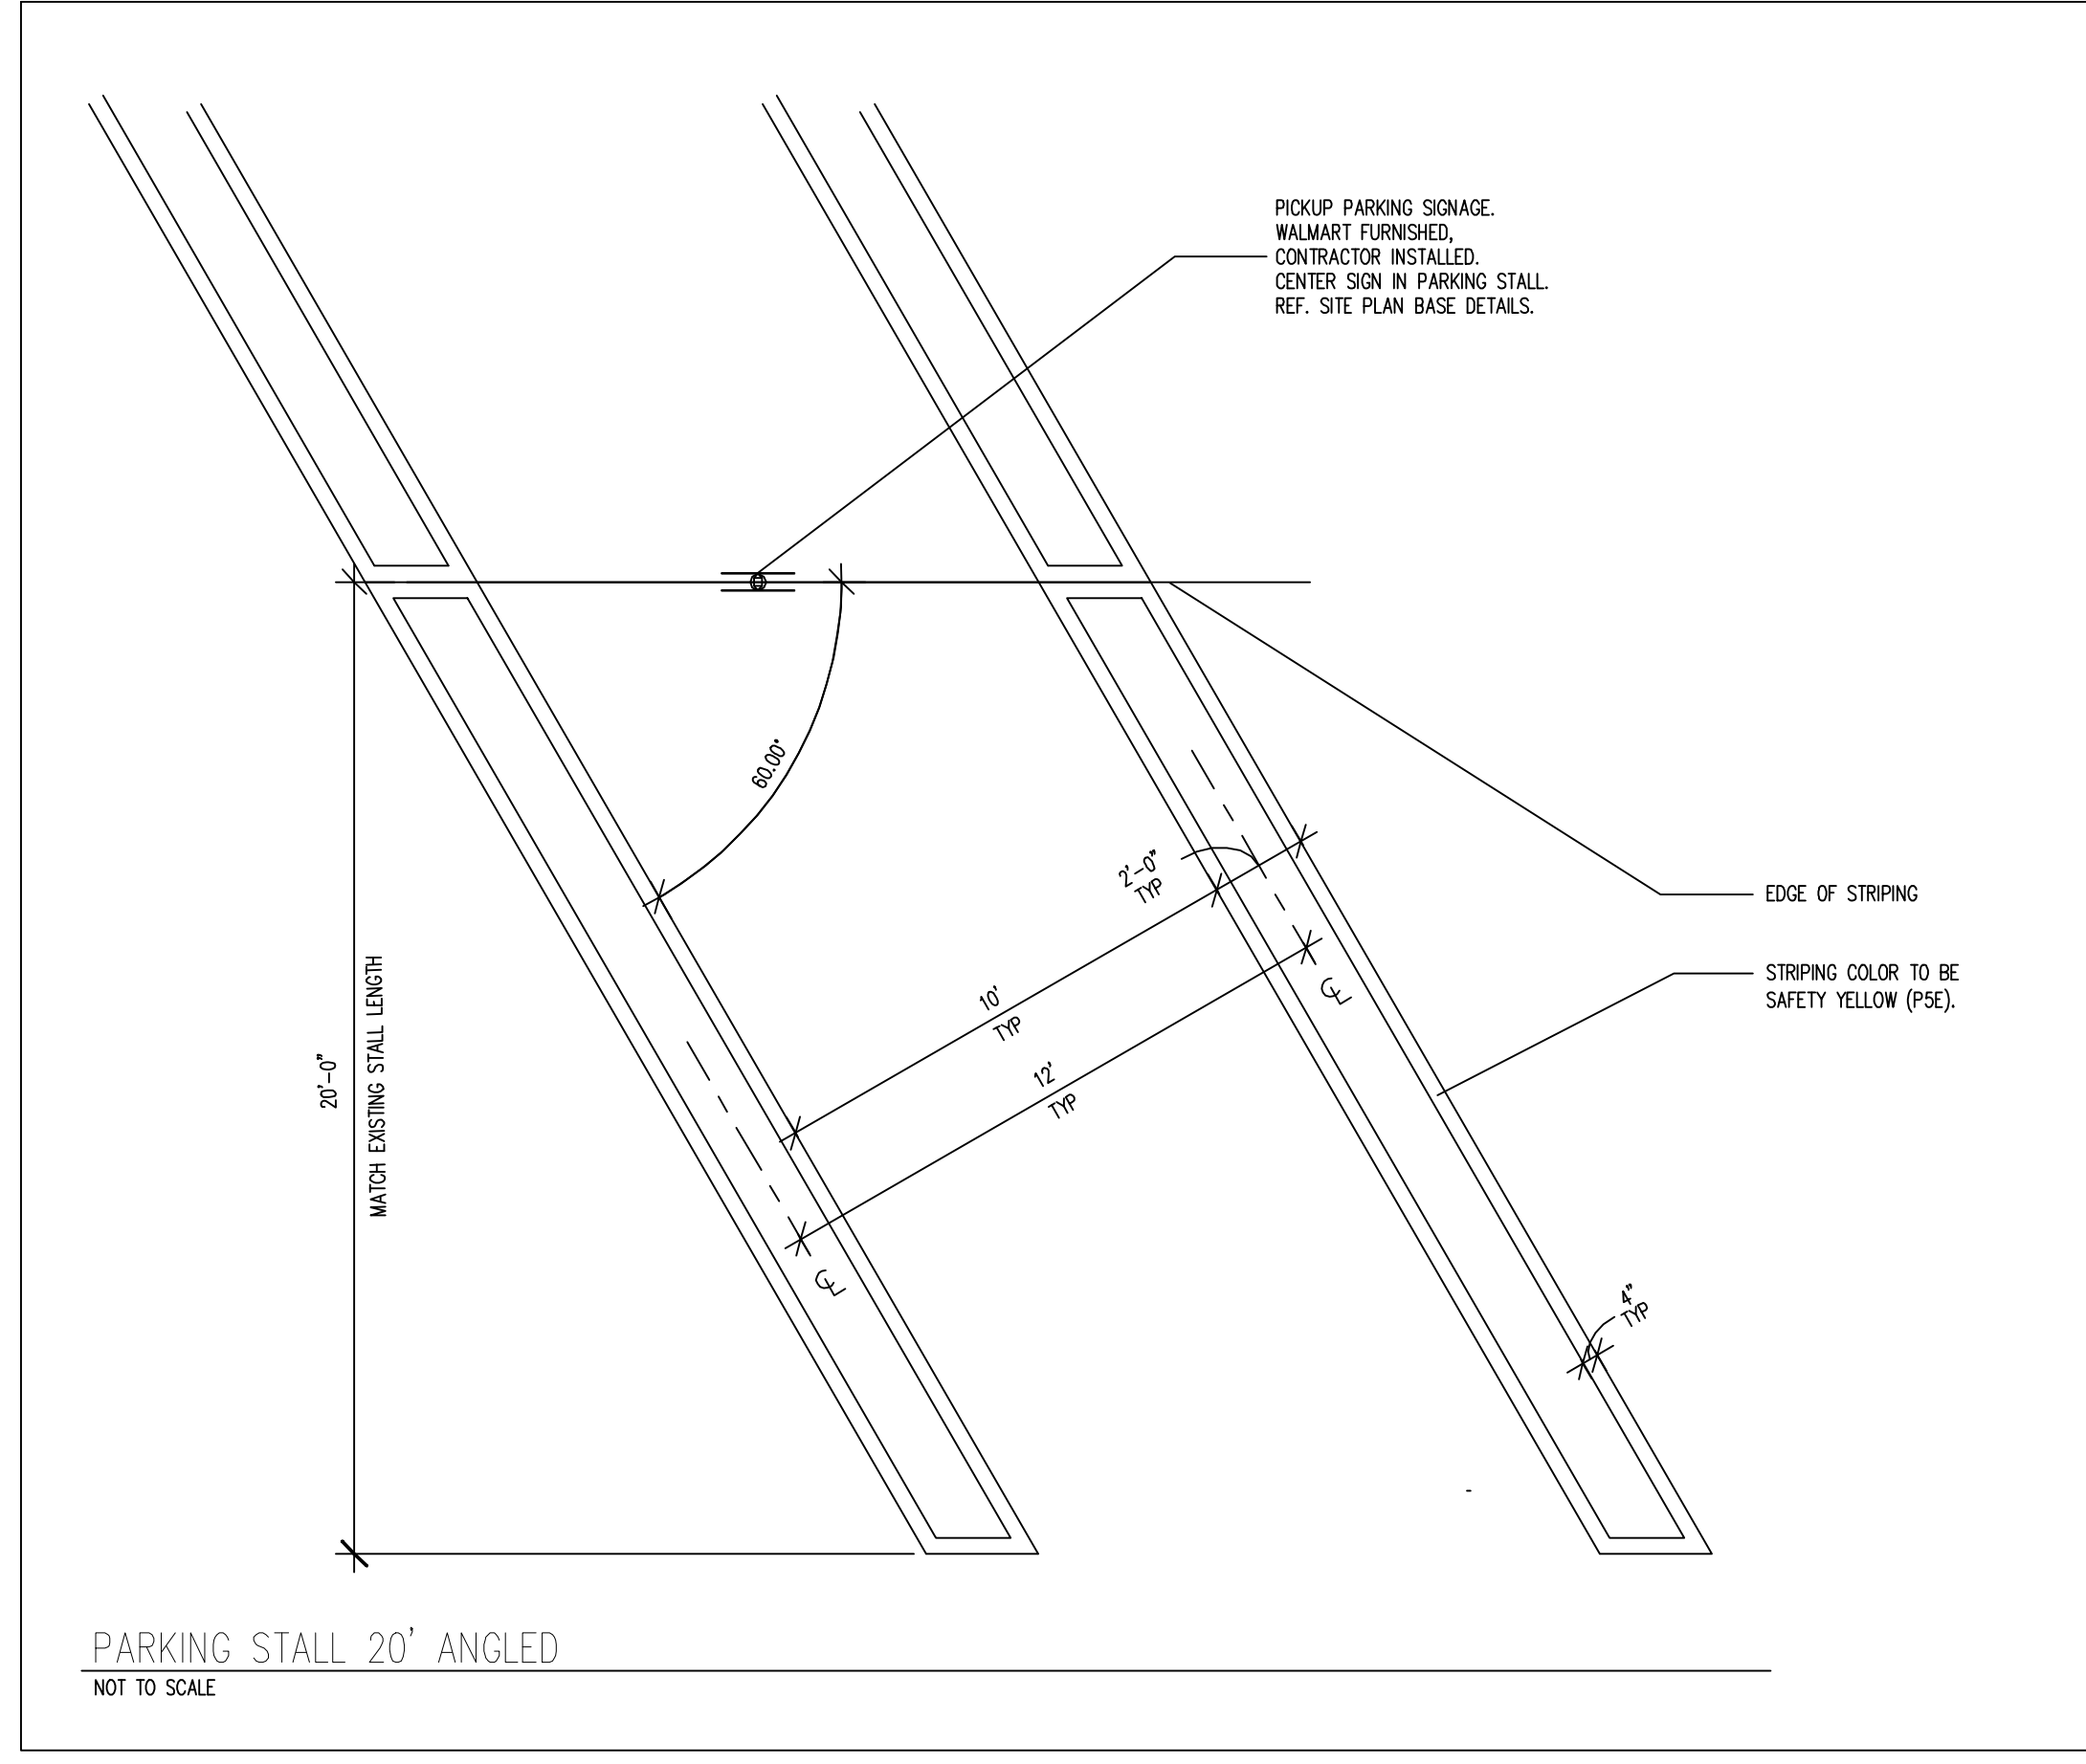 PICKUP PARKING SIGNAGE.
WALMART FURNISHED,
CONTRACTOR INSTALLED.
CENTER SIGN IN PARKING STALL.
REF. SITE PLAN BASE DETAILS.
60.00°
2'-0"
TYP
EDGE OF STRIPING
STRIPING COLOR TO BE
SAFETY YELLOW (P5E).
10'
TYP
12'
TYP
CL
20'-0"
MATCH EXISTING STALL LENGTH
CL
4"
TYP
PARKING STALL 20' ANGLED
NOT TO SCALE